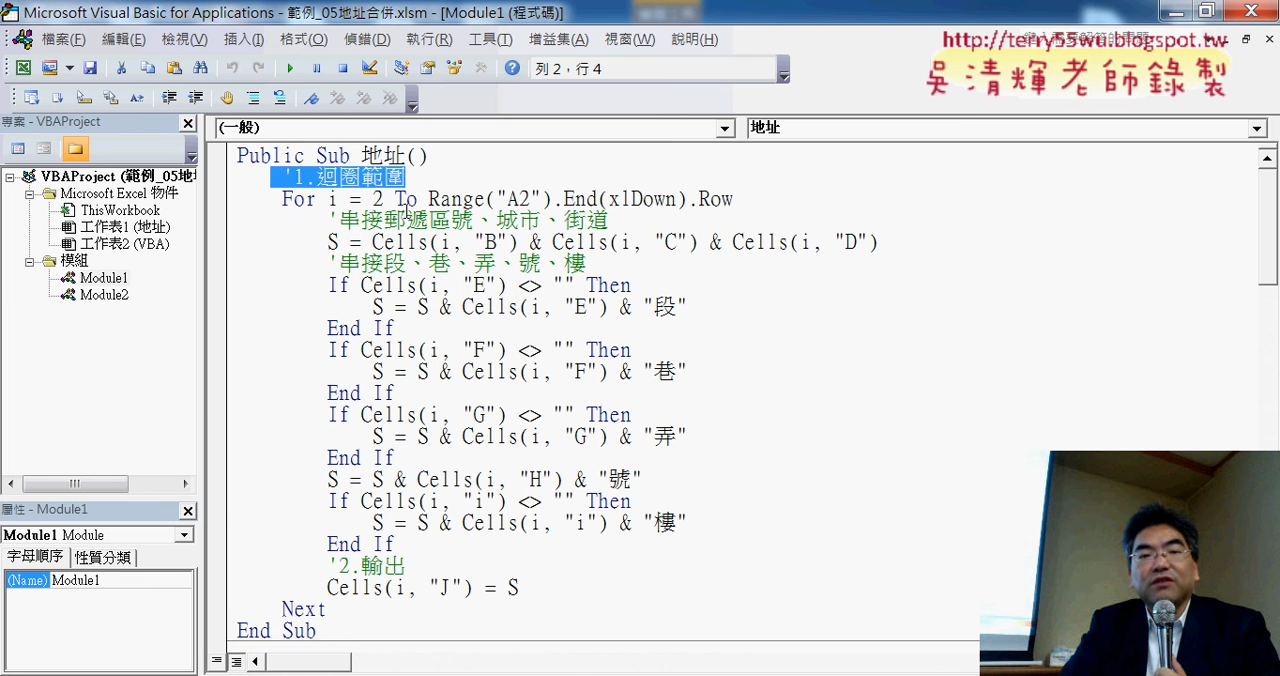 Microsoft Visual Basic for Applications - 範例_05地址合併.xlsm - [Module1 (程式碼)]
檔案(F) 編輯(E) 檢視(V) 插入(I) 格式(O) 偵錯(D) 執行(R) 工具(T) 增益集(A) 視窗(W) 說明(H)
http://terry55wu.blogspot.tw
吳清輝老師錄製
列 2，行 4
專案 - VBAProject
(一般)
地址
VBAProject (範例_05地
Microsoft Excel 物件
ThisWorkbook
工作表1 (地址)
工作表2 (VBA)
模組
Module1
Module2
屬性 - Module1
Module1 Module
字母順序 性質分類
(Name) Module1
Public Sub 地址()
'1.迴圈範圍
For i = 2 To Range("A2").End(xlDown).Row
'串接郵遞區號、城市、街道
S = Cells(i, "B") & Cells(i, "C") & Cells(i, "D")
'串接段、巷、弄、號、樓
If Cells(i, "E") <> "" Then
S = S & Cells(i, "E") & "段"
End If
If Cells(i, "F") <> "" Then
S = S & Cells(i, "F") & "巷"
End If
If Cells(i, "G") <> "" Then
S = S & Cells(i, "G") & "弄"
End If
S = S & Cells(i, "H") & "號"
If Cells(i, "i") <> "" Then
S = S & Cells(i, "i") & "樓"
End If
'2.輸出
Cells(i, "J") = S
Next
End Sub